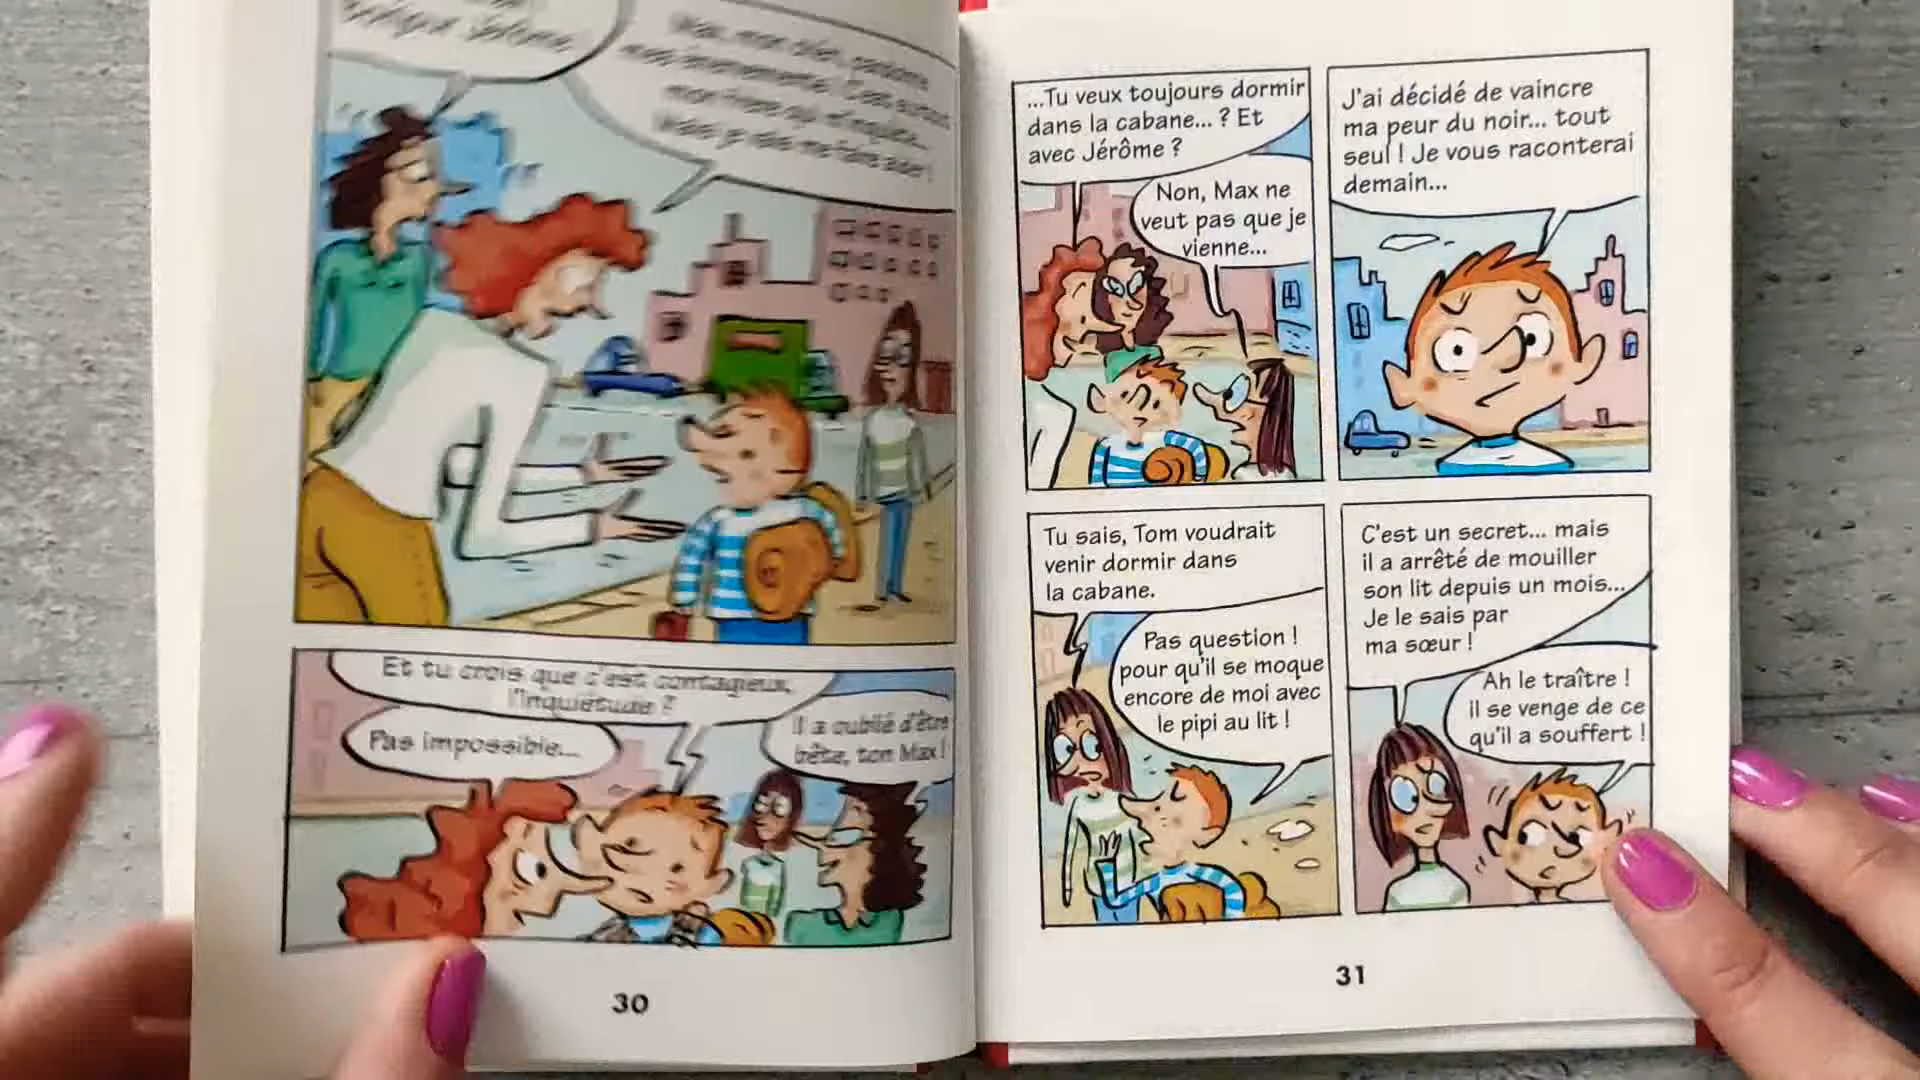 Et tu crois que c'est contagieux,
l'inquiétude ?
Pas impossible...
Il a oublié d'être
bête, ton Max !
30
...Tu veux toujours dormir
dans la cabane... ? Et
avec Jérôme ?
Non, Max ne
veut pas que je
vienne...
J'ai décidé de vaincre
ma peur du noir... tout
seul ! Je vous raconterai
demain...
Tu sais, Tom voudrait
venir dormir dans
la cabane.
Pas question !
pour qu'il se moque
encore de moi avec
le pipi au lit !
C'est un secret... mais
il a arrêté de mouiller
son lit depuis un mois...
Je le sais par
ma sœur !
Ah le traître !
il se venge de ce
qu'il a souffert !
31